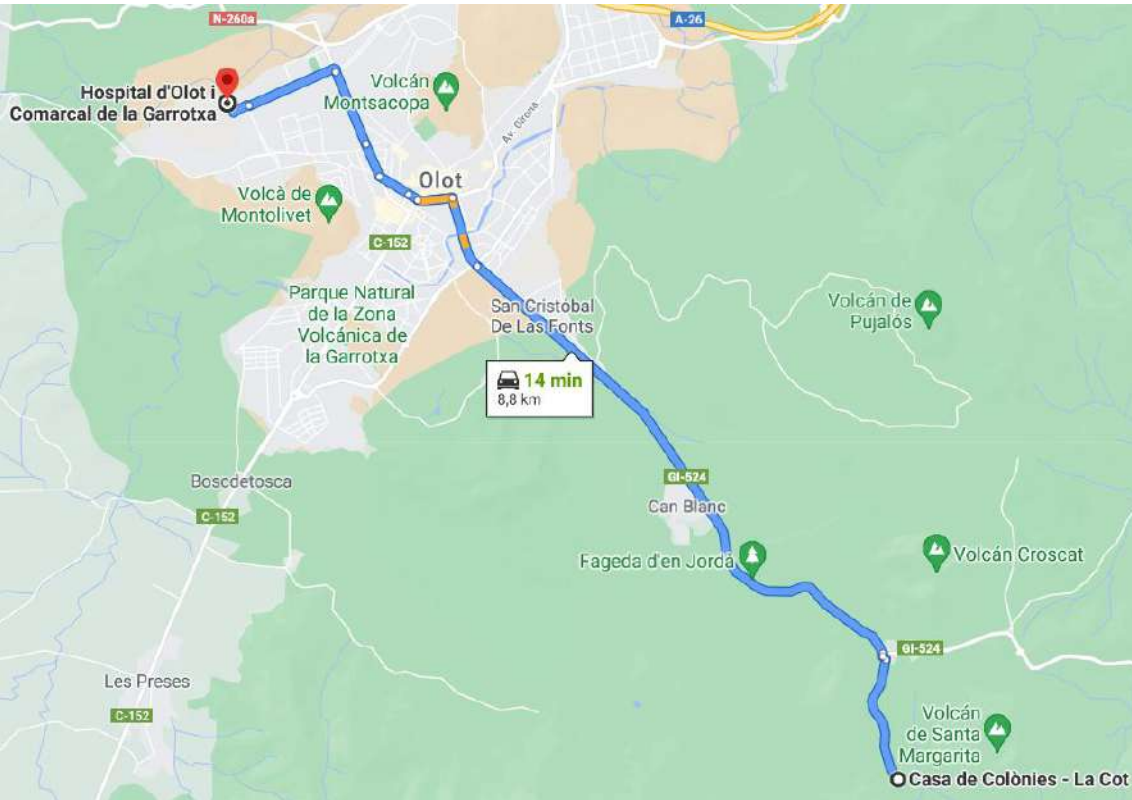 N-260a
A-26
Hospital d'Olot i
Comarcal de la Garrotxa
Volcán
Montsacopa
Av. Girona
Olot
Volcà de
Montolivet
C-152
Parque Natural
de la Zona
Volcánica de
la Garrotxa
San Cristóbal
De Las Fonts
Volcán de
Pujalós
14 min
8,8 km
Boscdetosca
C-152
GI-524
Can Blanc
Fageda d'en Jordà
Volcán Croscat
GI-524
Les Preses
C-152
Volcán
de Santa
Margarita
Casa de Colònies - La Cot